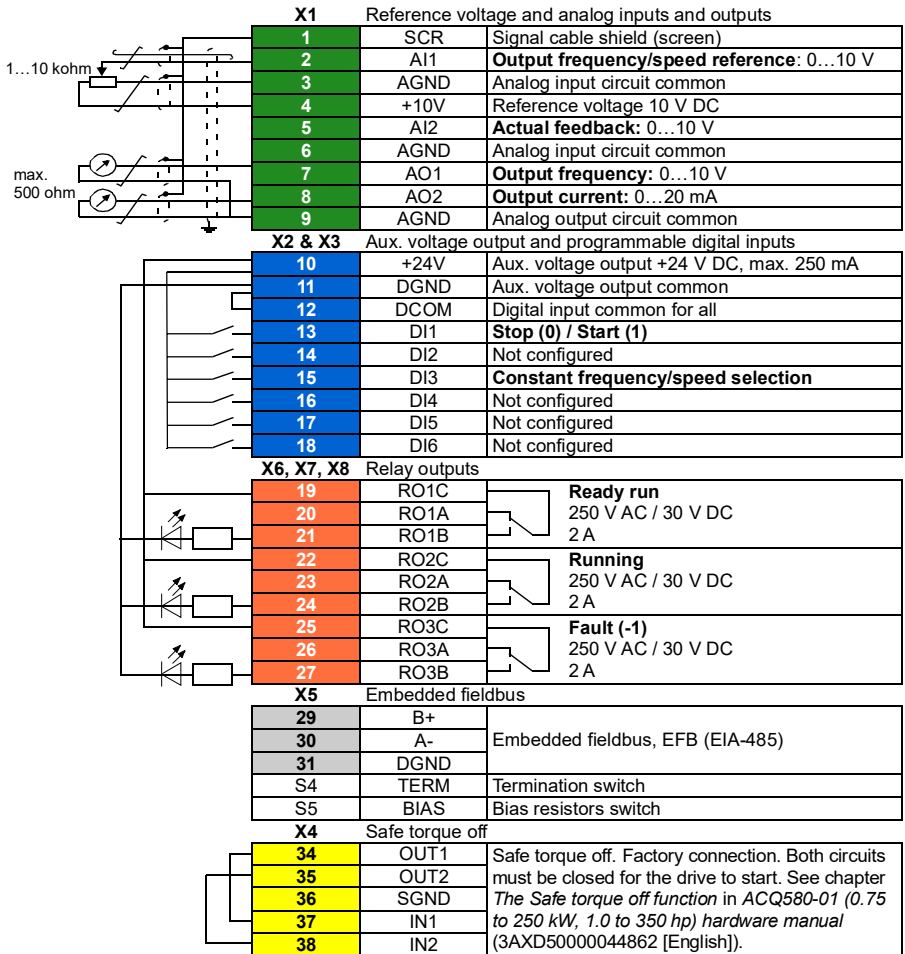 X1 Reference voltage and analog inputs and outputs
1 SCR Signal cable shield (screen)
2 AI1 Output frequency/speed reference: 0…10 V
1…10 kohm
3 AGND Analog input circuit common
4 +10V Reference voltage 10 V DC
5 AI2 Actual feedback: 0…10 V
6 AGND Analog input circuit common
max.
500 ohm
7 AO1 Output frequency: 0…10 V
8 AO2 Output current: 0…20 mA
9 AGND Analog output circuit common
X2 & X3 Aux. voltage output and programmable digital inputs
10 +24V Aux. voltage output +24 V DC, max. 250 mA
11 DGND Aux. voltage output common
12 DCOM Digital input common for all
13 DI1 Stop (0) / Start (1)
14 DI2 Not configured
15 DI3 Constant frequency/speed selection
16 DI4 Not configured
17 DI5 Not configured
18 DI6 Not configured
X6, X7, X8 Relay outputs
19 RO1C Ready run
20 RO1A 250 V AC / 30 V DC
21 RO1B 2 A
22 RO2C Running
23 RO2A 250 V AC / 30 V DC
24 RO2B 2 A
25 RO3C Fault (-1)
26 RO3A 250 V AC / 30 V DC
27 RO3B 2 A
X5 Embedded fieldbus
29 B+
30 A- Embedded fieldbus, EFB (EIA-485)
31 DGND
S4 TERM Termination switch
S5 BIAS Bias resistors switch
X4 Safe torque off
34 OUT1 Safe torque off. Factory connection. Both circuits
35 OUT2 must be closed for the drive to start. See chapter
36 SGND The Safe torque off function in ACQ580-01 (0.75
37 IN1 to 250 kW, 1.0 to 350 hp) hardware manual
38 IN2 (3AXD50000044862 [English]).